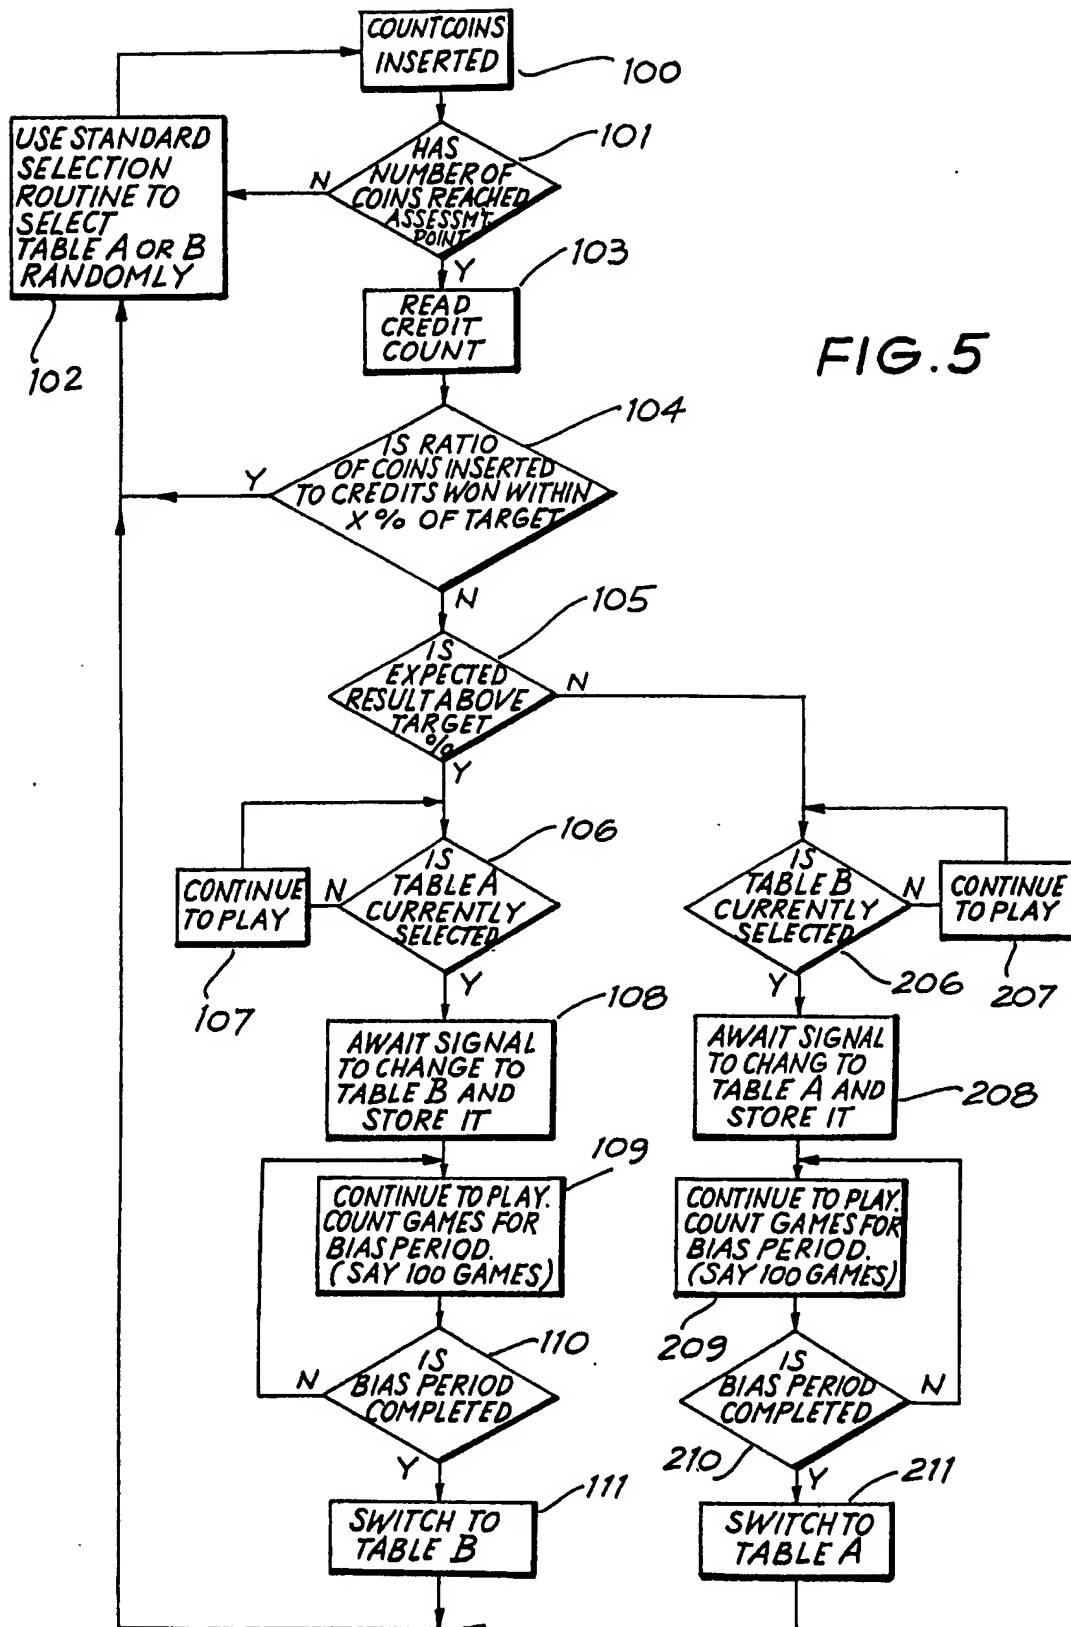 COUNT COINS
INSERTED
100
HAS
NUMBER OF
COINS REACHED
ASSESSM'T.
POINT
101
N
Y
USE STANDARD
SELECTION
ROUTINE TO
SELECT
TABLE A OR B
RANDOMLY
102
READ
CREDIT
COUNT
103
FIG.5
IS RATIO
OF COINS INSERTED
TO CREDITS WON WITHIN
X % OF TARGET
104
Y
N
IS
EXPECTED
RESULT ABOVE
TARGET
%
105
N
Y
IS
TABLE A
CURRENTLY
SELECTED
106
N
Y
CONTINUE
TO PLAY
107
IS
TABLE B
CURRENTLY
SELECTED
206
N
Y
CONTINUE
TO PLAY
207
AWAIT SIGNAL
TO CHANGE TO
TABLE B AND
STORE IT
108
AWAIT SIGNAL
TO CHANG TO
TABLE A AND
STORE IT
208
CONTINUE TO PLAY.
COUNT GAMES FOR
BIAS PERIOD.
(SAY 100 GAMES)
109
CONTINUE TO PLAY.
COUNT GAMES FOR
BIAS PERIOD.
(SAY 100 GAMES)
209
IS
BIAS PERIOD
COMPLETED
110
N
Y
IS
BIAS PERIOD
COMPLETED
210
N
Y
SWITCH TO
TABLE B
111
SWITCH TO
TABLE A
211